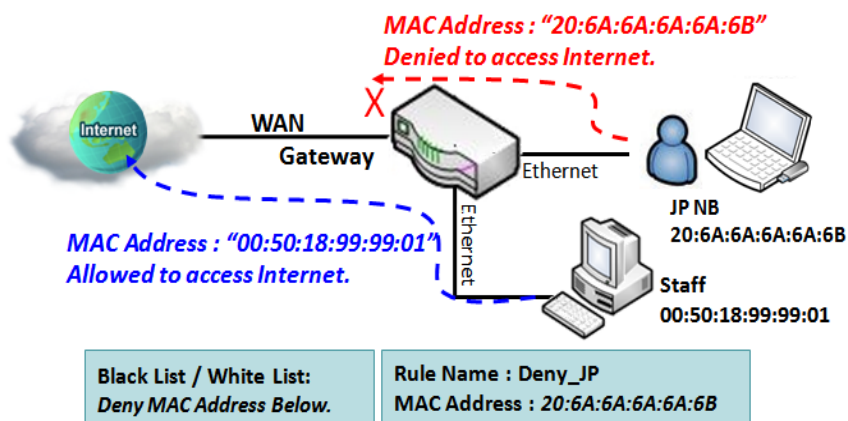 MAC Address : “20:6A:6A:6A:6A:6B”
Denied to access Internet.
X
Internet
WAN
Gateway
Ethernet
JP NB
20:6A:6A:6A:6A:6B
Ethernet
MAC Address : “00:50:18:99:99:01”
Allowed to access Internet.
Staff
00:50:18:99:99:01
Black List / White List:
Deny MAC Address Below.
Rule Name : Deny_JP
MAC Address : 20:6A:6A:6A:6A:6B